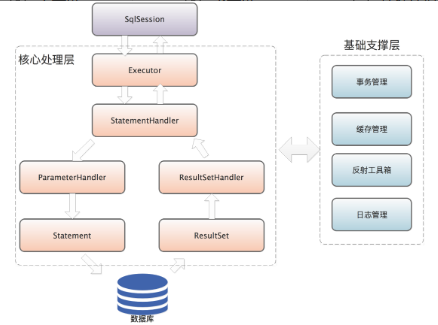 SqlSession
基础支撑层
核心处理层
Executor
事务管理
StatementHandler
缓存管理
ParameterHandler
ResultSetHandler
反射工具箱
Statement
ResultSet
日志管理
数据库